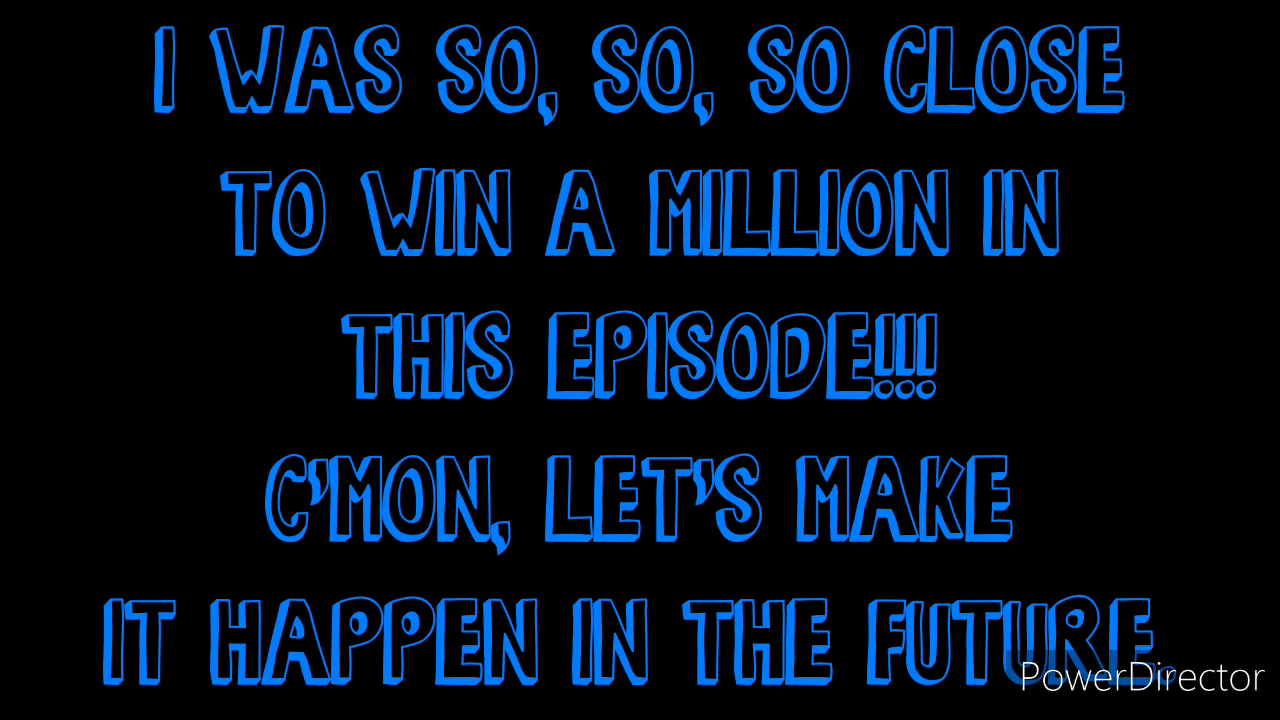 I WAS SO, SO, SO CLOSE
TO WIN A MILLION IN
THIS EPISODE!!!
C'MON, LET'S MAKE
IT HAPPEN IN THE FUTURE.
PowerDirector